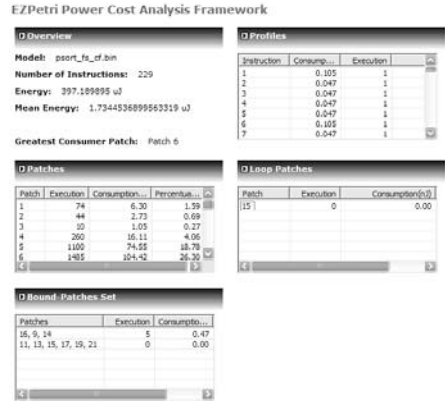 EZPetri Power Cost Analysis Framework
Overview
Model: psort_fs_cf.bin
Number of Instructions: 229
Energy: 397.189895 uJ
Mean Energy: 1.7344536899563319 uJ
Greatest Consumer Patch: Patch 6
Profiles
Instruction Consump... Execution
1 0.105 1
2 0.047 1
3 0.047 1
4 0.047 1
5 0.047 1
6 0.105 1
7 0.047 1
Patches
Patch Execution Consumption... Percentua...
1 74 6.30 1.59
2 44 2.73 0.69
3 10 1.05 0.27
4 260 16.11 4.06
5 1100 74.55 18.78
6 1485 104.42 26.30
Loop Patches
Patch Execution Consumption(nJ)
15 0 0.00
Bound-Patches Set
Patches Execution Consumptio...
16, 9, 14 5 0.47
11, 13, 15, 17, 19, 21 0 0.00